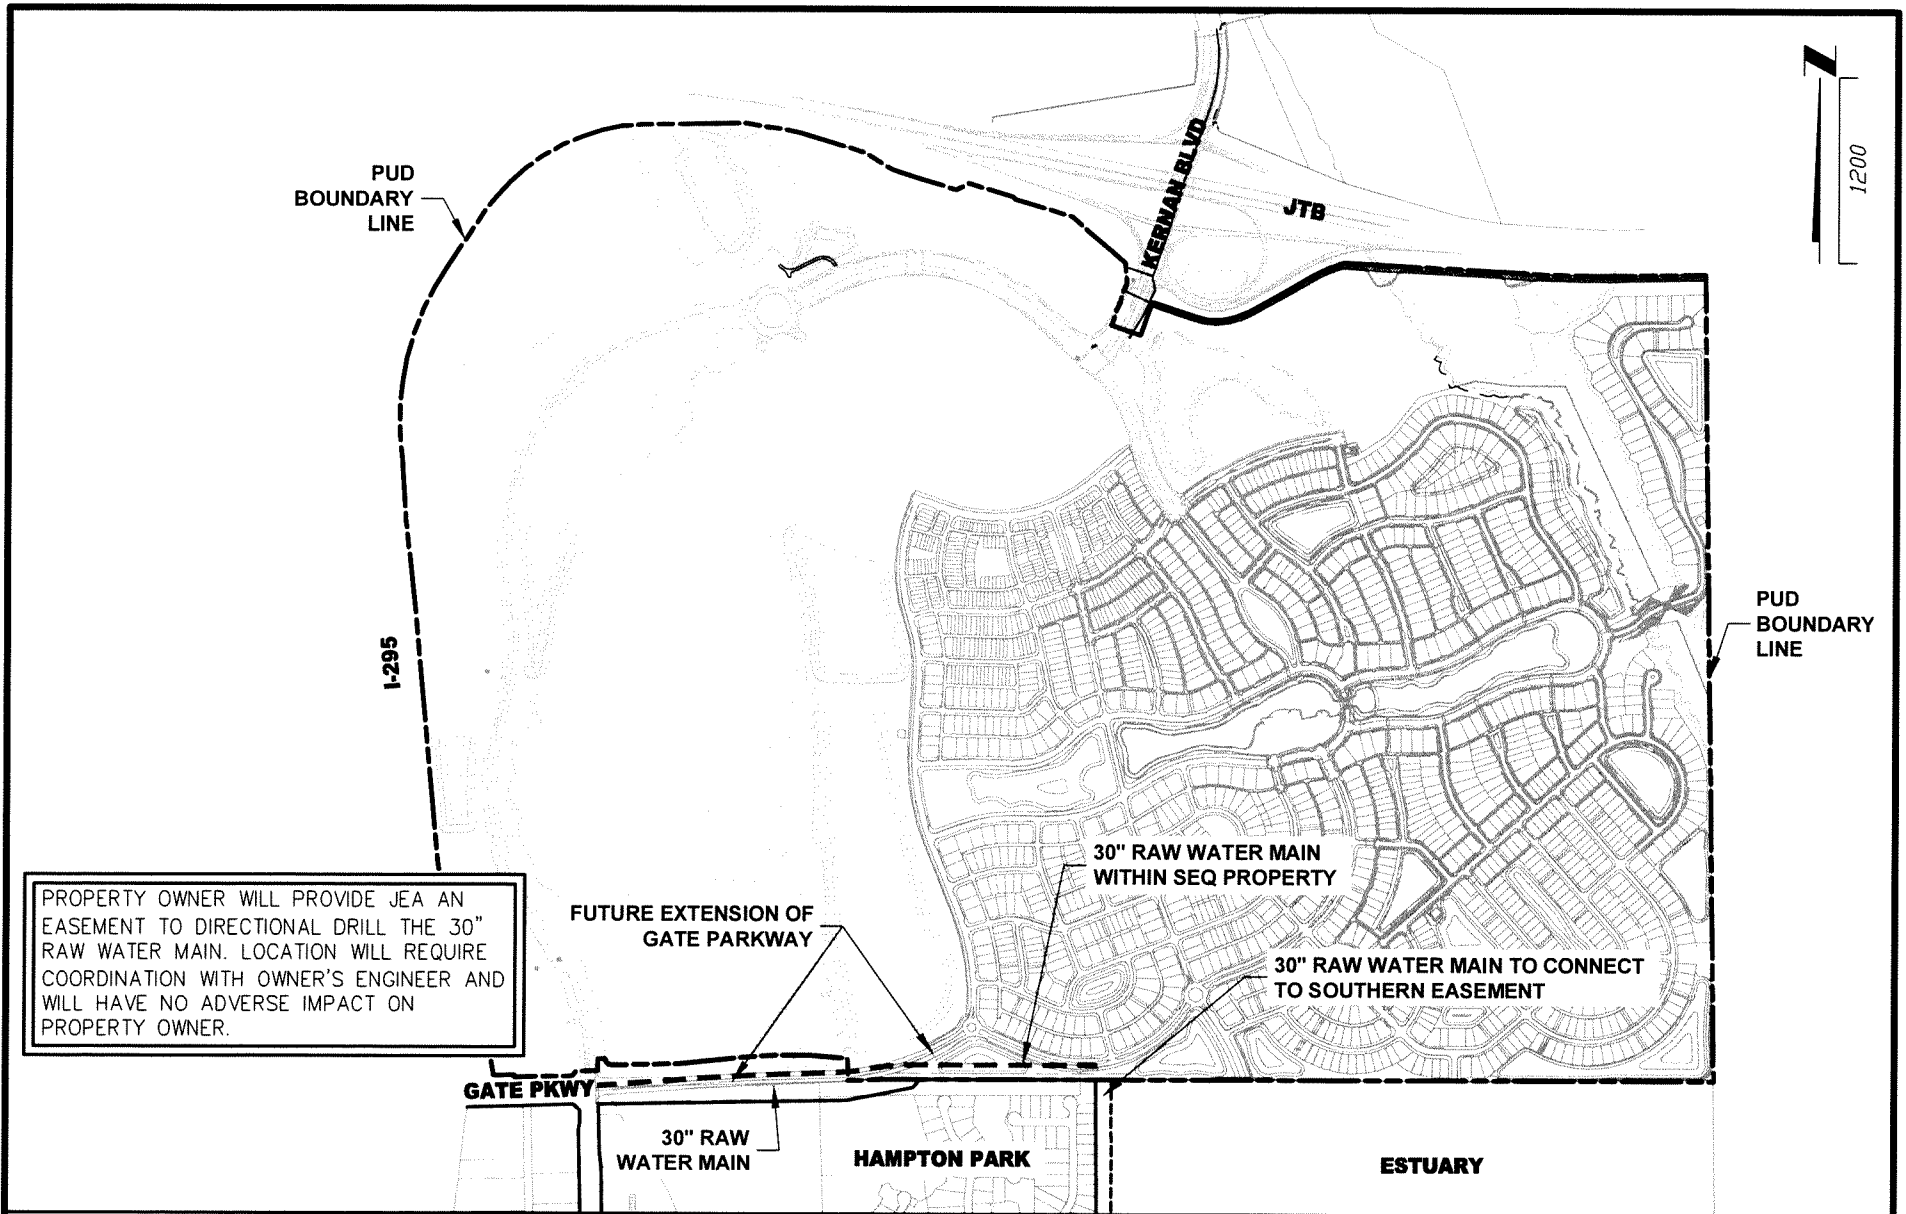 PUD
BOUNDARY
LINE
KERNAN BLVD
JTB
1200
I-295
PUD
BOUNDARY
LINE
30" RAW WATER MAIN
WITHIN SEQ PROPERTY
PROPERTY OWNER WILL PROVIDE JEA AN
EASEMENT TO DIRECTIONAL DRILL THE 30"
RAW WATER MAIN. LOCATION WILL REQUIRE
COORDINATION WITH OWNER'S ENGINEER AND
WILL HAVE NO ADVERSE IMPACT ON
PROPERTY OWNER.
FUTURE EXTENSION OF
GATE PARKWAY
30" RAW WATER MAIN TO CONNECT
TO SOUTHERN EASEMENT
GATE PKWY
30" RAW
WATER MAIN
HAMPTON PARK
ESTUARY